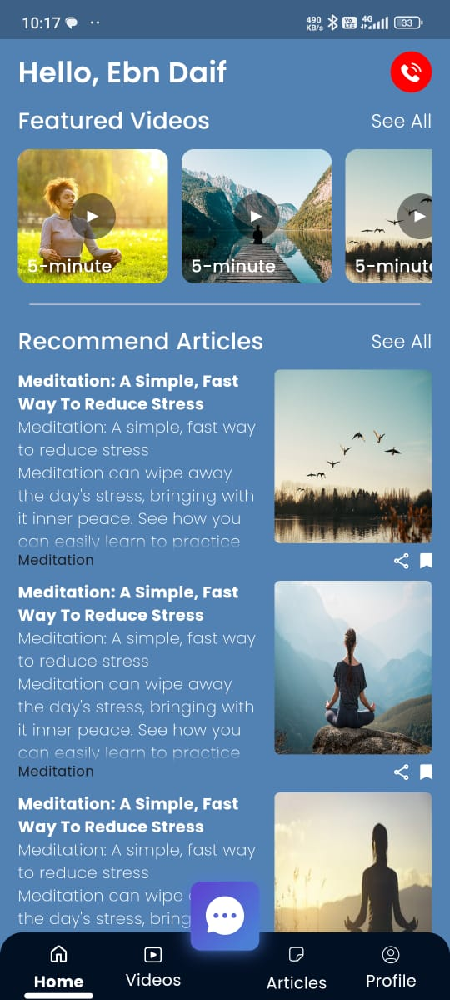 10:17
490
KB/s
Vo
LTE
4G
33
Hello, Ebn Daif
Featured Videos
See All
5-minute
5-minute
5-minute
Recommend Articles
See All
Meditation: A Simple, Fast
Way To Reduce Stress
Meditation: A simple, fast way
to reduce stress
Meditation can wipe away
the day's stress, bringing with
it inner peace. See how you
can easily learn to practice
Meditation
Meditation: A Simple, Fast
Way To Reduce Stress
Meditation: A simple, fast way
to reduce stress
Meditation can wipe away
the day's stress, bringing with
it inner peace. See how you
can easily learn to practice
Meditation
Meditation: A Simple, Fast
Way To Reduce Stress
Meditation: A simple, fast way
to reduce stress
Meditation can wipe
the day's stress, bring
Home
Videos
Articles
Profile